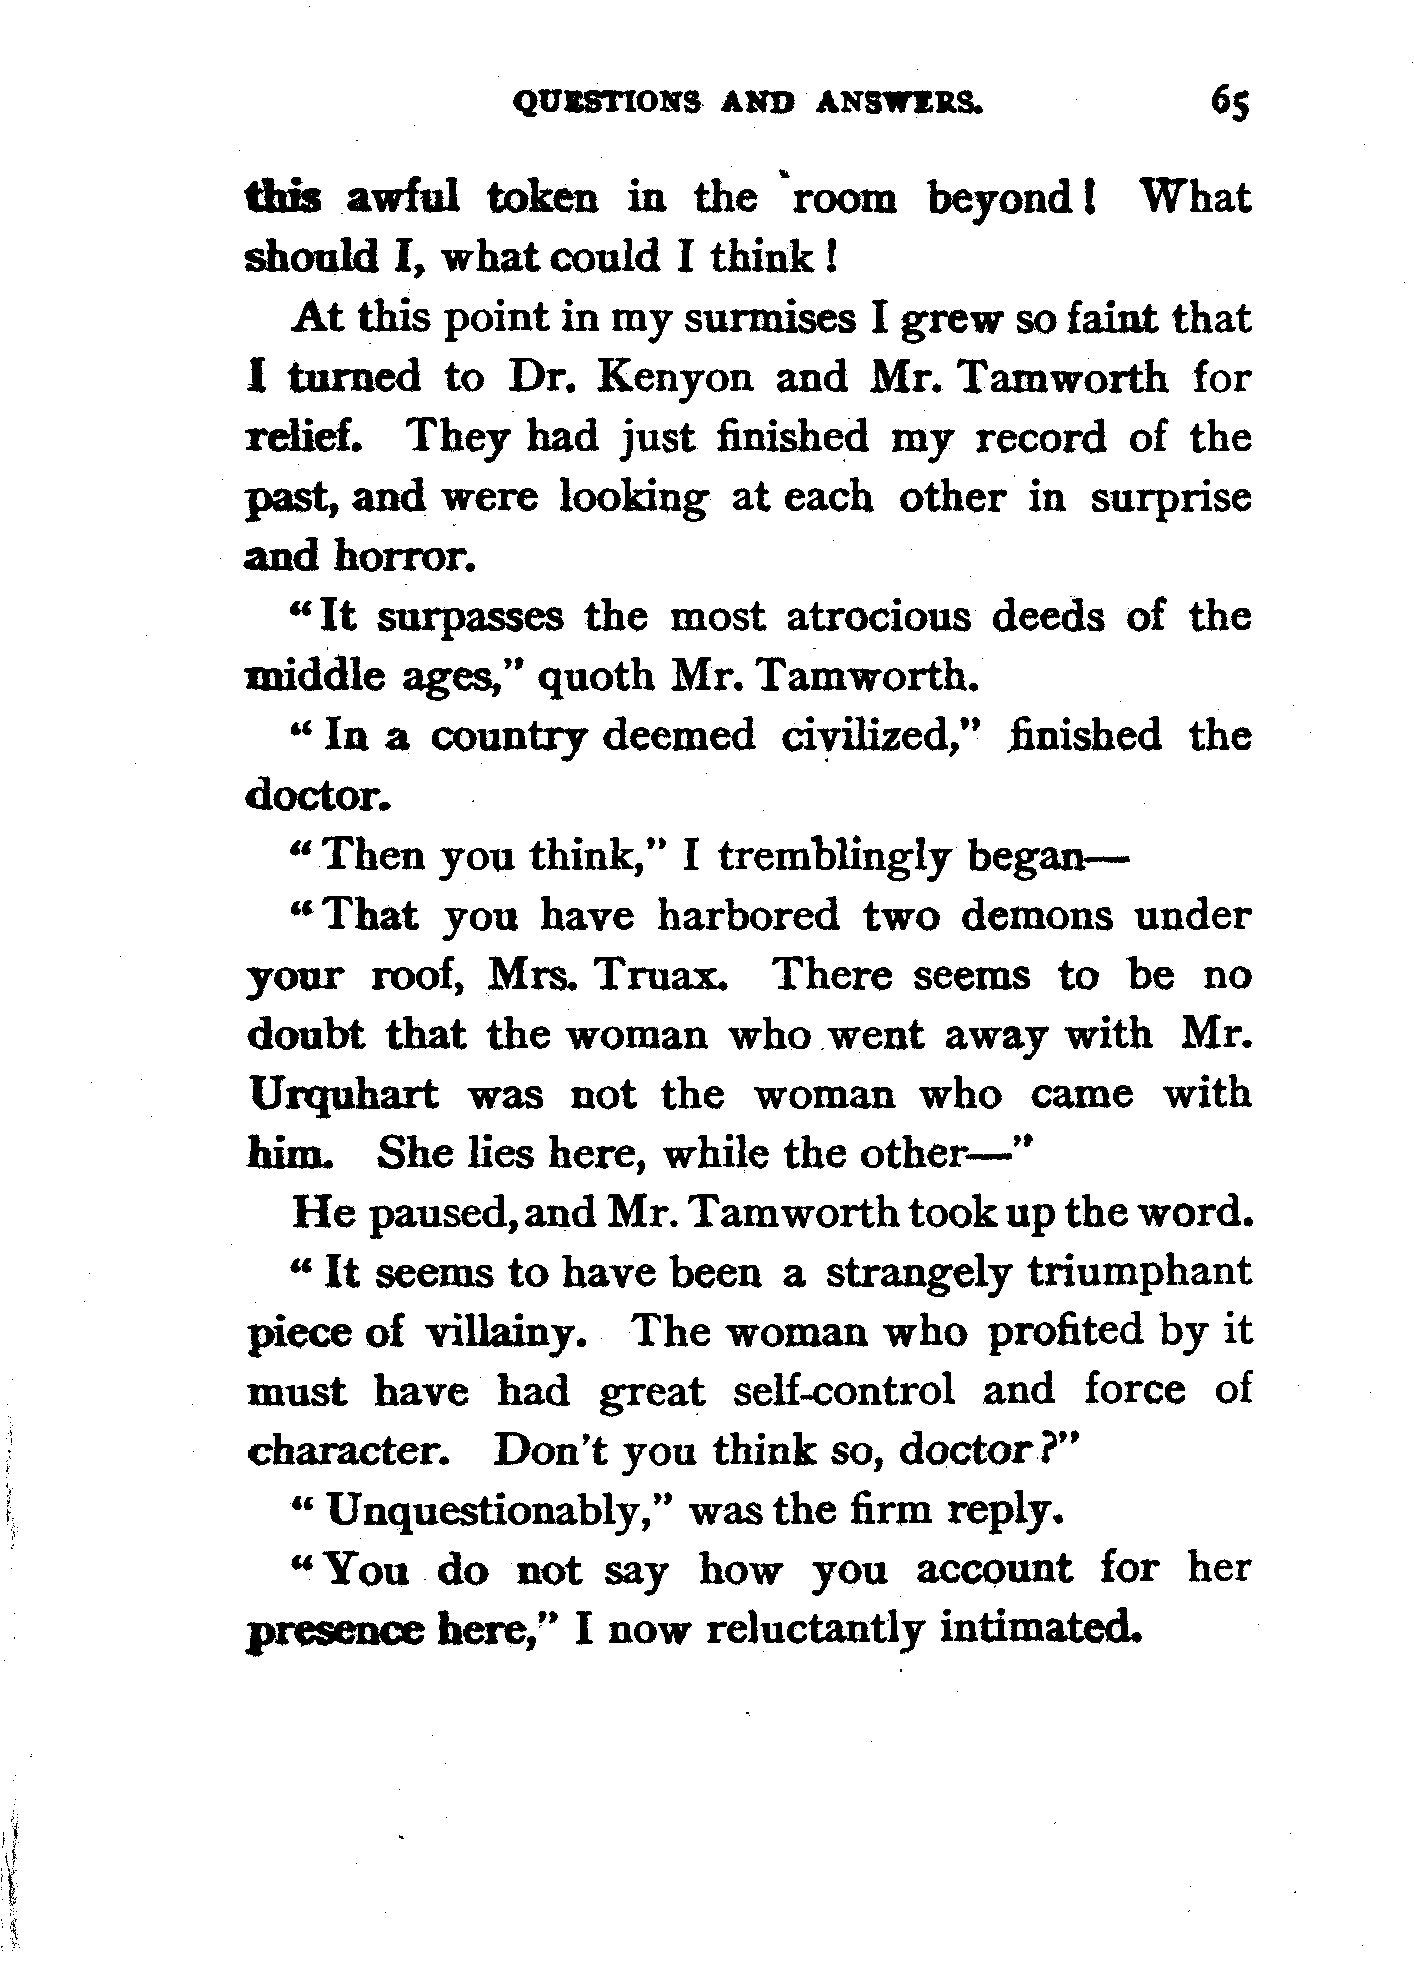 QUESTIONS AND ANSWERS. 65
this awful token in the room beyond! What
should I, what could I think!
At this point in my surmises I grew so faint that
I turned to Dr. Kenyon and Mr. Tamworth for
relief. They had just finished my record of the
past, and were looking at each other in surprise
and horror.
"It surpasses the most atrocious deeds of the
middle ages," quoth Mr. Tamworth.
"In a country deemed civilized," finished the
doctor.
"Then you think," I tremblingly began—
"That you have harbored two demons under
your roof, Mrs. Truax. There seems to be no
doubt that the woman who went away with Mr.
Urquhart was not the woman who came with
him. She lies here, while the other—"
He paused, and Mr. Tamworth took up the word.
"It seems to have been a strangely triumphant
piece of villainy. The woman who profited by it
must have had great self-control and force of
character. Don't you think so, doctor?"
"Unquestionably," was the firm reply.
"You do not say how you account for her
presence here," I now reluctantly intimated.